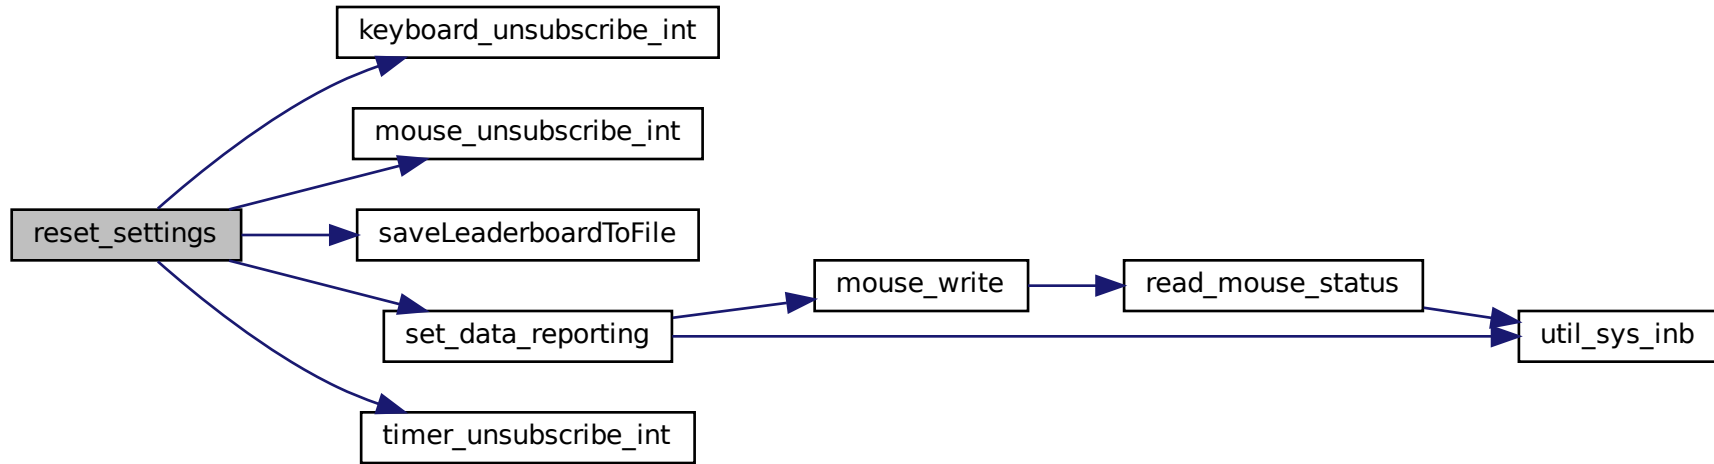 keyboard_unsubscribe_int
mouse_unsubscribe_int
reset_settings
saveLeaderboardToFile
mouse_write
read_mouse_status
set_data_reporting
util_sys_inb
timer_unsubscribe_int